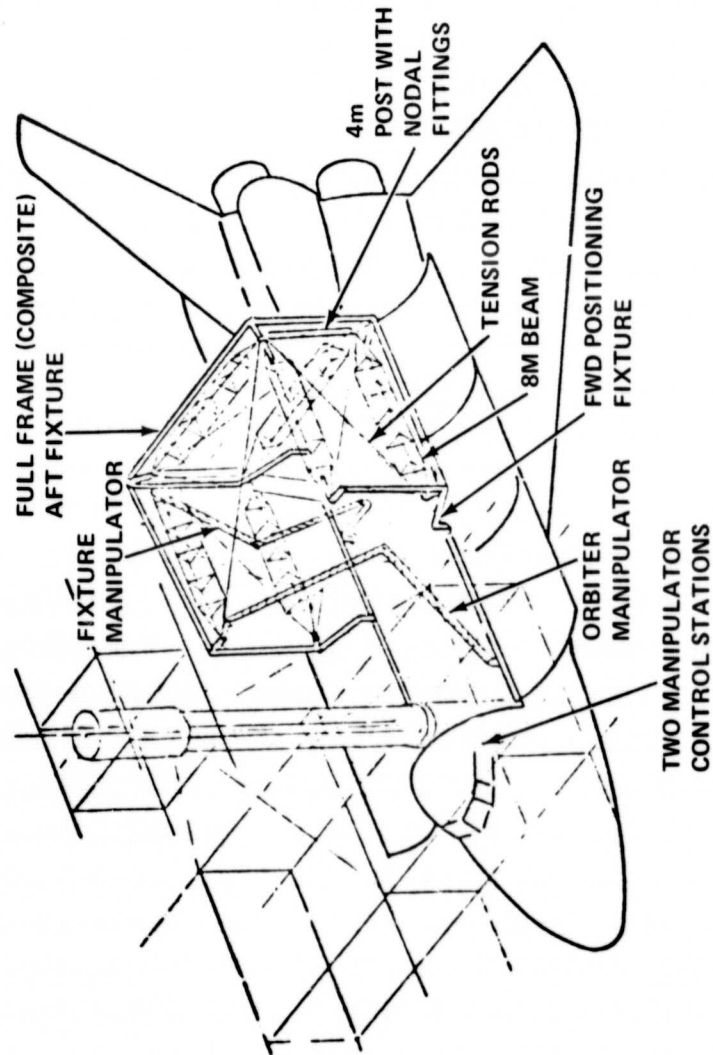 FULL FRAME (COMPOSITE)
AFT FIXTURE
FIXTURE
MANIPULATOR
4m
POST WITH
NODAL
FITTINGS
TENSION RODS
8M BEAM
FWD POSITIONING
FIXTURE
ORBITER
MANIPULATOR
TWO MANIPULATOR
CONTROL STATIONS